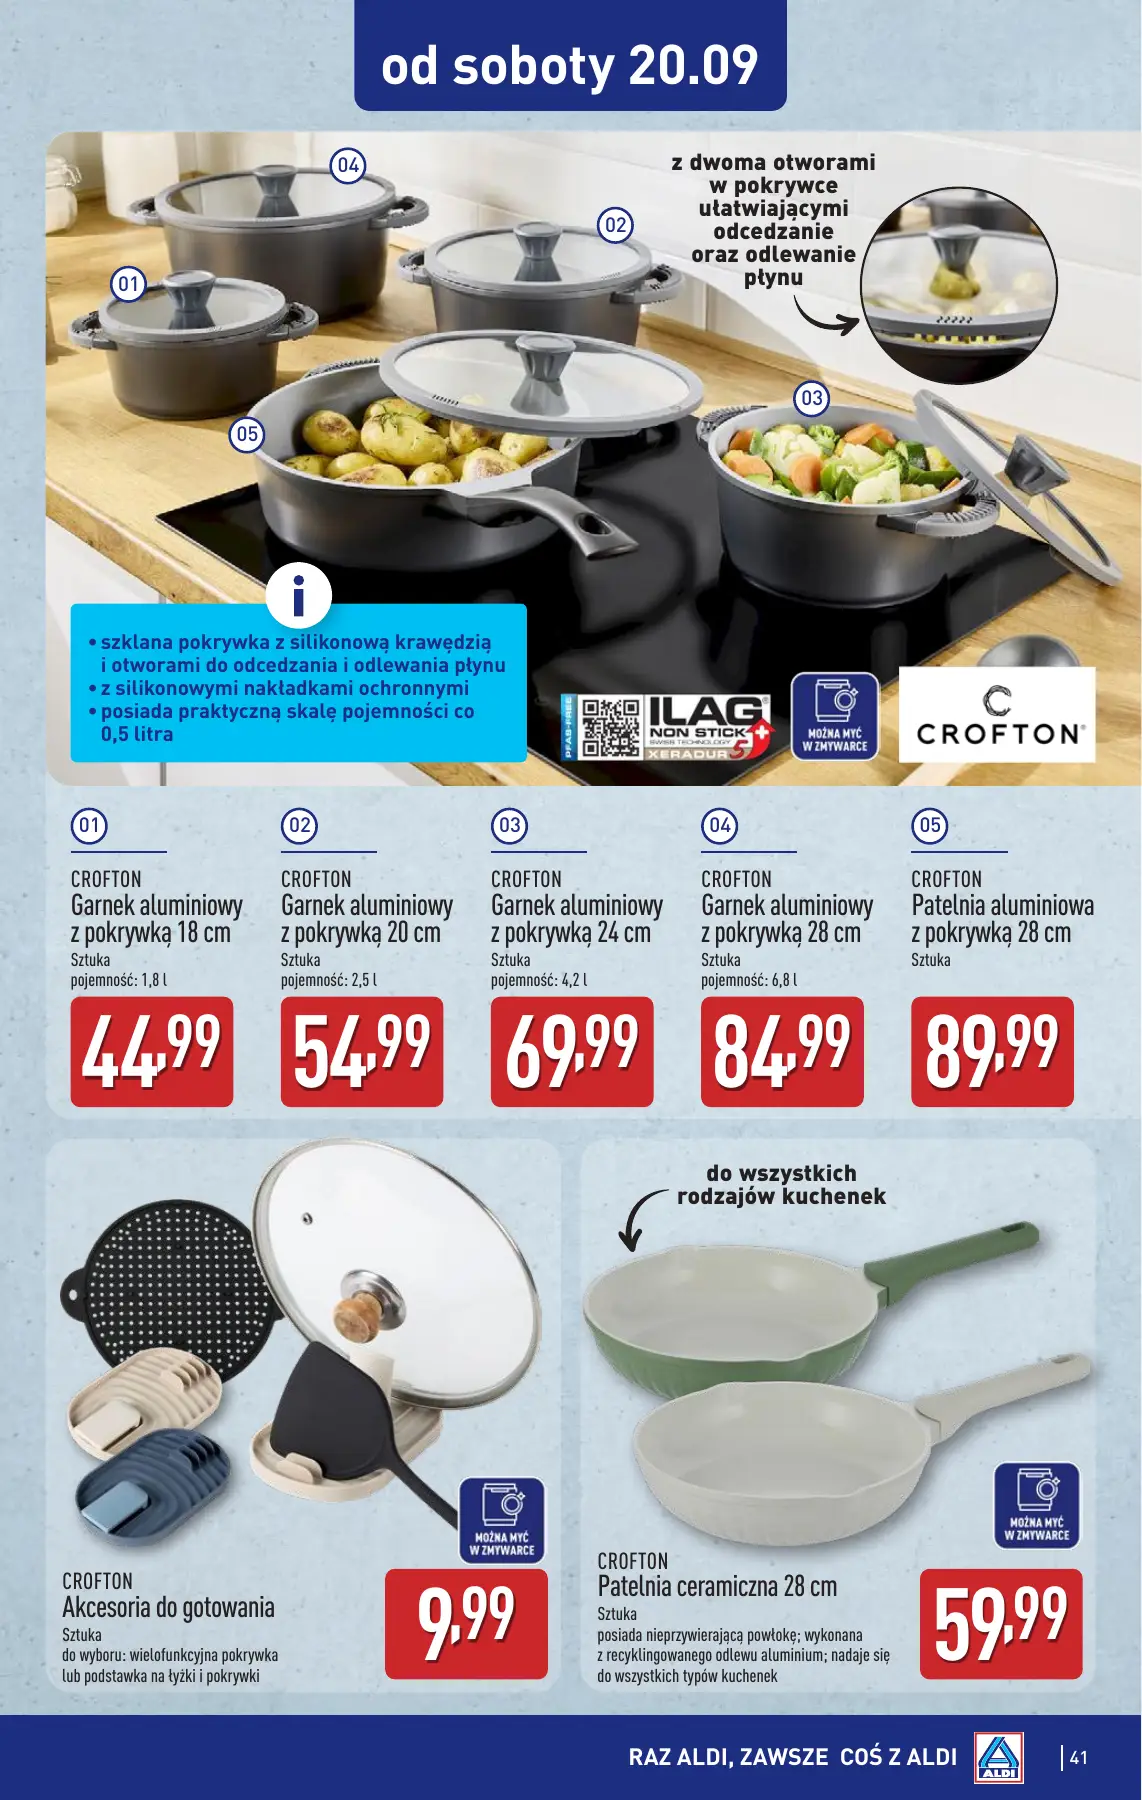 od soboty 20.09
04
z dwoma otworami
w pokrywce
ułatwiającymi
odcedzanie
oraz odlewanie
płynu
02
01
03
05
i
• szklana pokrywka z silikonową krawędzią
i otworami do odcedzania i odlewania płynu
• z silikonowymi nakładkami ochronnymi
• posiada praktyczną skalę pojemności co
0,5 litra
PFAS-FREE
ILAG®
NON STICK
SWISS TECHNOLOGY
XERADUR 5
MOŻNA MYĆ
W ZMYWARCE
C
CROFTON®
01
CROFTON
Garnek aluminiowy
z pokrywką 18 cm
Sztuka
pojemność: 1,8 l
44,99
02
CROFTON
Garnek aluminiowy
z pokrywką 20 cm
Sztuka
pojemność: 2,5 l
54,99
03
CROFTON
Garnek aluminiowy
z pokrywką 24 cm
Sztuka
pojemność: 4,2 l
69,99
04
CROFTON
Garnek aluminiowy
z pokrywką 28 cm
Sztuka
pojemność: 6,8 l
84,99
05
CROFTON
Patelnia aluminiowa
z pokrywką 28 cm
Sztuka
89,99
MOŻNA MYĆ
W ZMYWARCE
CROFTON
Akcesoria do gotowania
Sztuka
do wyboru: wielofunkcyjna pokrywka
lub podstawka na łyżki i pokrywki
9,99
do wszystkich
rodzajów kuchenek
MOŻNA MYĆ
W ZMYWARCE
CROFTON
Patelnia ceramiczna 28 cm
Sztuka
posiada nieprzywierającą powłokę; wykonana
z recyklingowanego odlewu aluminium; nadaje się
do wszystkich typów kuchenek
59,99
RAZ ALDI, ZAWSZE COŚ Z ALDI
ALDI
41